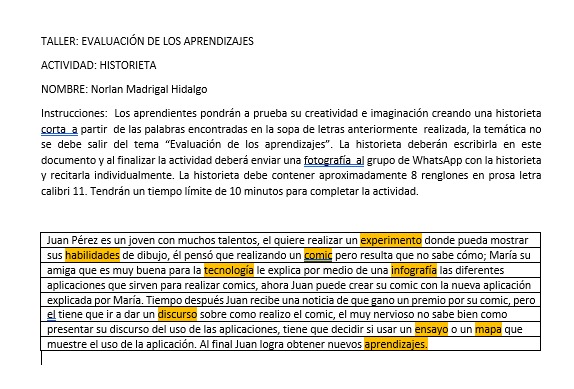 TALLER: EVALUACIÓN DE LOS APRENDIZAJES
ACTIVIDAD: HISTORIETA
NOMBRE: Norlan Madrigal Hidalgo
Instrucciones: Los aprendientes pondrán a prueba su creatividad e imaginación creando una historieta
corta a partir de las palabras encontradas en la sopa de letras anteriormente realizada, la temática no
se debe salir del tema “Evaluación de los aprendizajes”. La historieta deberán escribirla en este
documento y al finalizar la actividad deberá enviar una fotografía al grupo de WhatsApp con la historieta
y recitarla individualmente. La historieta debe contener aproximadamente 8 renglones en prosa letra
calibri 11. Tendrán un tiempo límite de 10 minutos para completar la actividad.
Juan Pérez es un joven con muchos talentos, el quiere realizar un experimento donde pueda mostrar
sus habilidades de dibujo, él pensó que realizando un comic pero resulta que no sabe cómo; María su
amiga que es muy buena para la tecnología le explica por medio de una infografía las diferentes
aplicaciones que sirven para realizar comics, ahora Juan puede crear su comic con la nueva aplicación
explicada por María. Tiempo después Juan recibe una noticia de que gano un premio por su comic, pero
el tiene que ir a dar un discurso sobre como realizo el comic, el muy nervioso no sabe bien como
presentar su discurso del uso de las aplicaciones, tiene que decidir si usar un ensayo o un mapa que
muestre el uso de la aplicación. Al final Juan logra obtener nuevos aprendizajes.